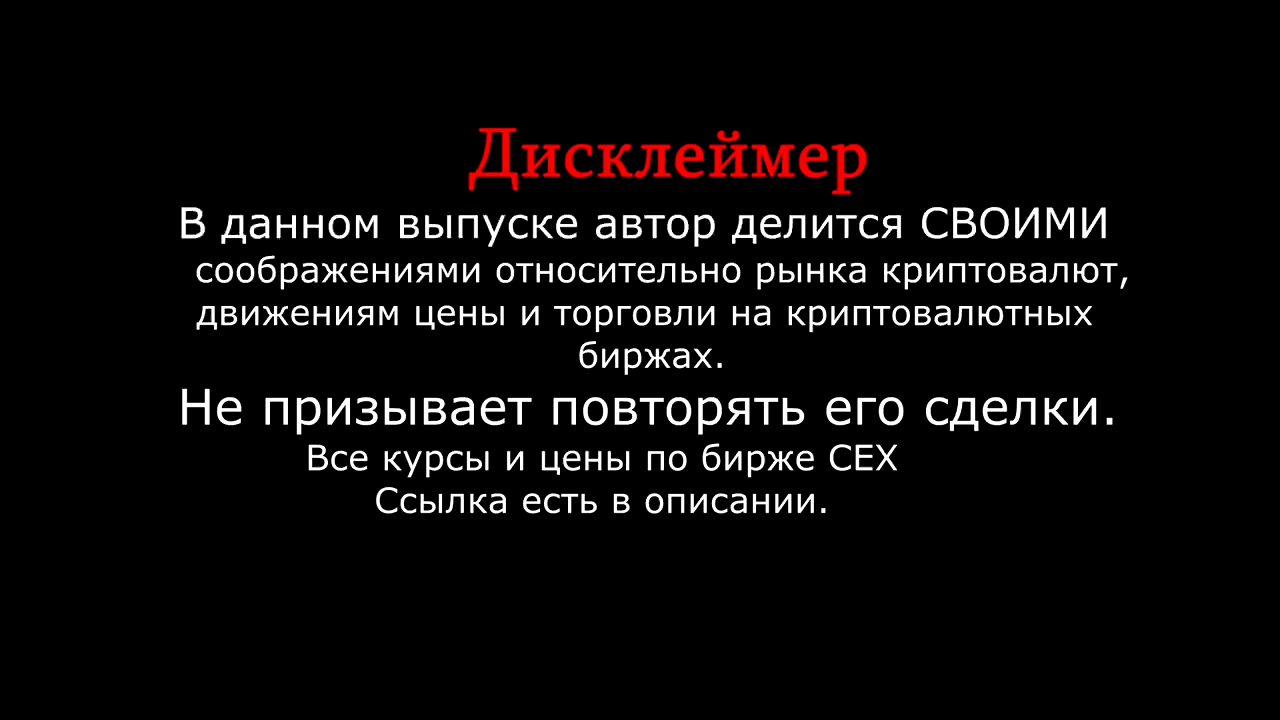 Дисклеймер
В данном выпуске автор делится СВОИМИ
соображениями относительно рынка криптовалют,
движениям цены и торговли на криптовалютных
биржах.
Не призывает повторять его сделки.
Все курсы и цены по бирже CEX
Ссылка есть в описании.